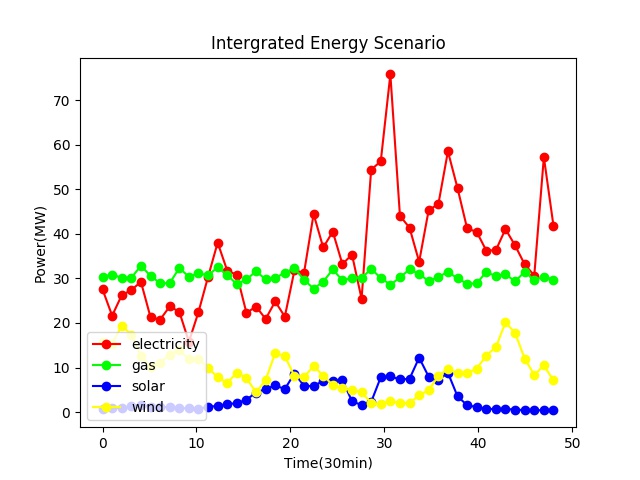 Intergrated Energy Scenario
Power(MW)
70
60
50
40
30
20
10
0
electricity
gas
solar
wind
0 10 20 30 40 50
Time(30min)